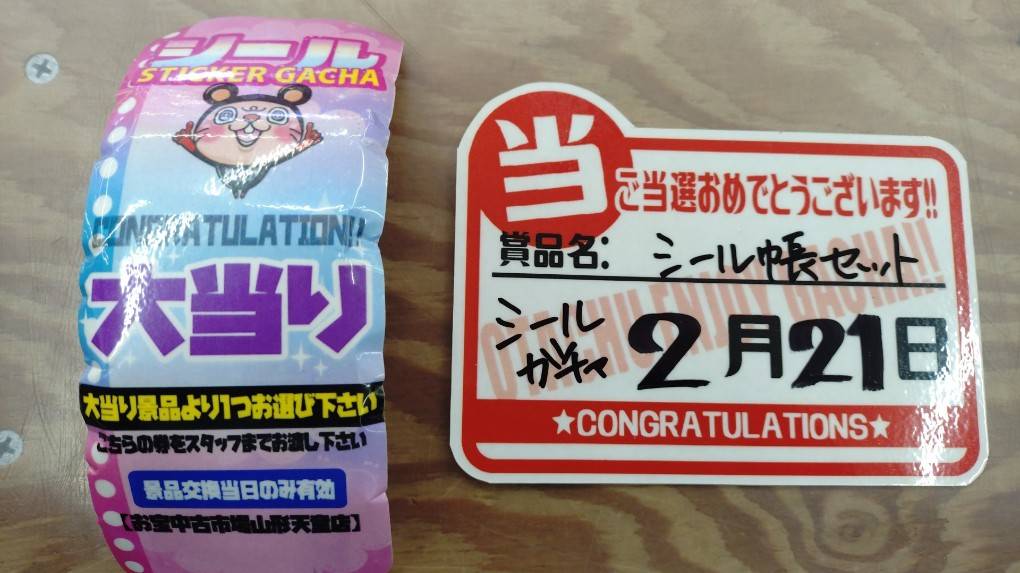 シール
STICKER GACHA
CONGRATULATION!!
大当り
大当り景品より1つお選び下さい
こちらの券をスタッフまでお渡し下さい
景品交換当日のみ有効
【お宝中古市場山形天童店】
当
ご当選おめでとうございます!!
賞品名: シール帳セット
シール
ガチャ
2月21日
★CONGRATULATIONS★